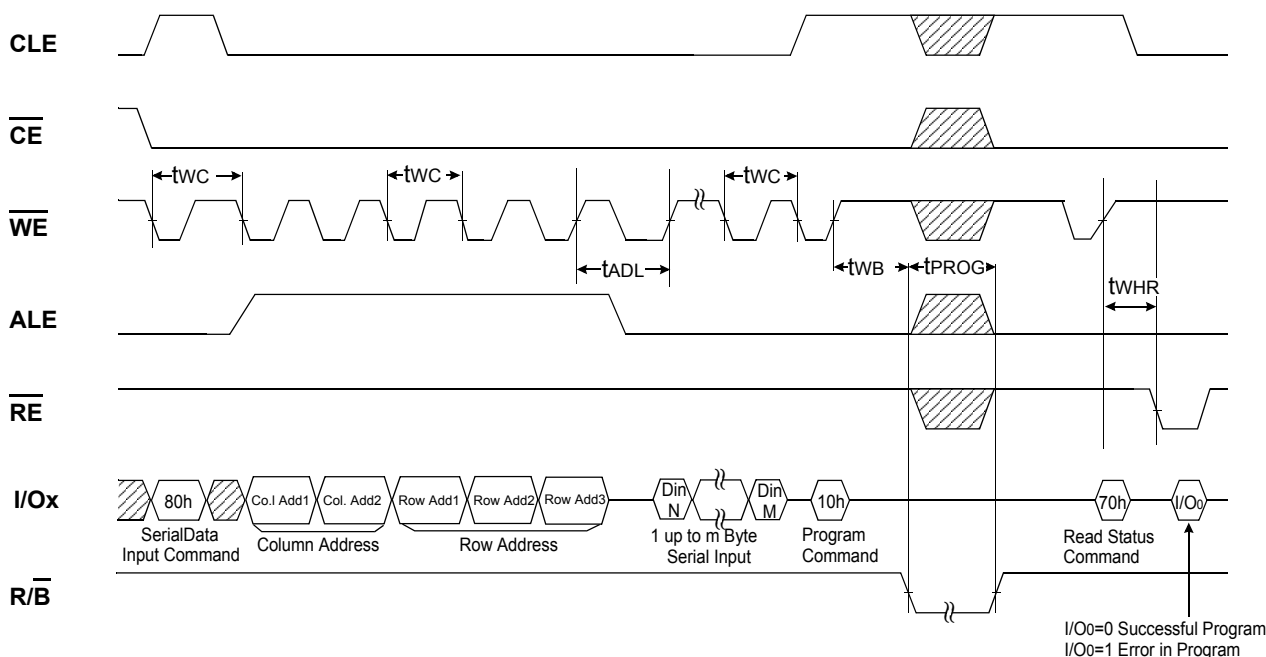 CLE
CE
tWC
tWC
tWC
WE
tADL
tWB
tPROG
tWHR
ALE
RE
I/Ox
80h
Co.l Add1
Col. Add2
Row Add1
Row Add2
Row Add3
Din
N
Din
M
10h
70h
I/O0
SerialData
Input Command
Column Address
Row Address
1 up to m Byte
Serial Input
Program
Command
Read Status
Command
R/B
I/O0=0 Successful Program
I/O0=1 Error in Program